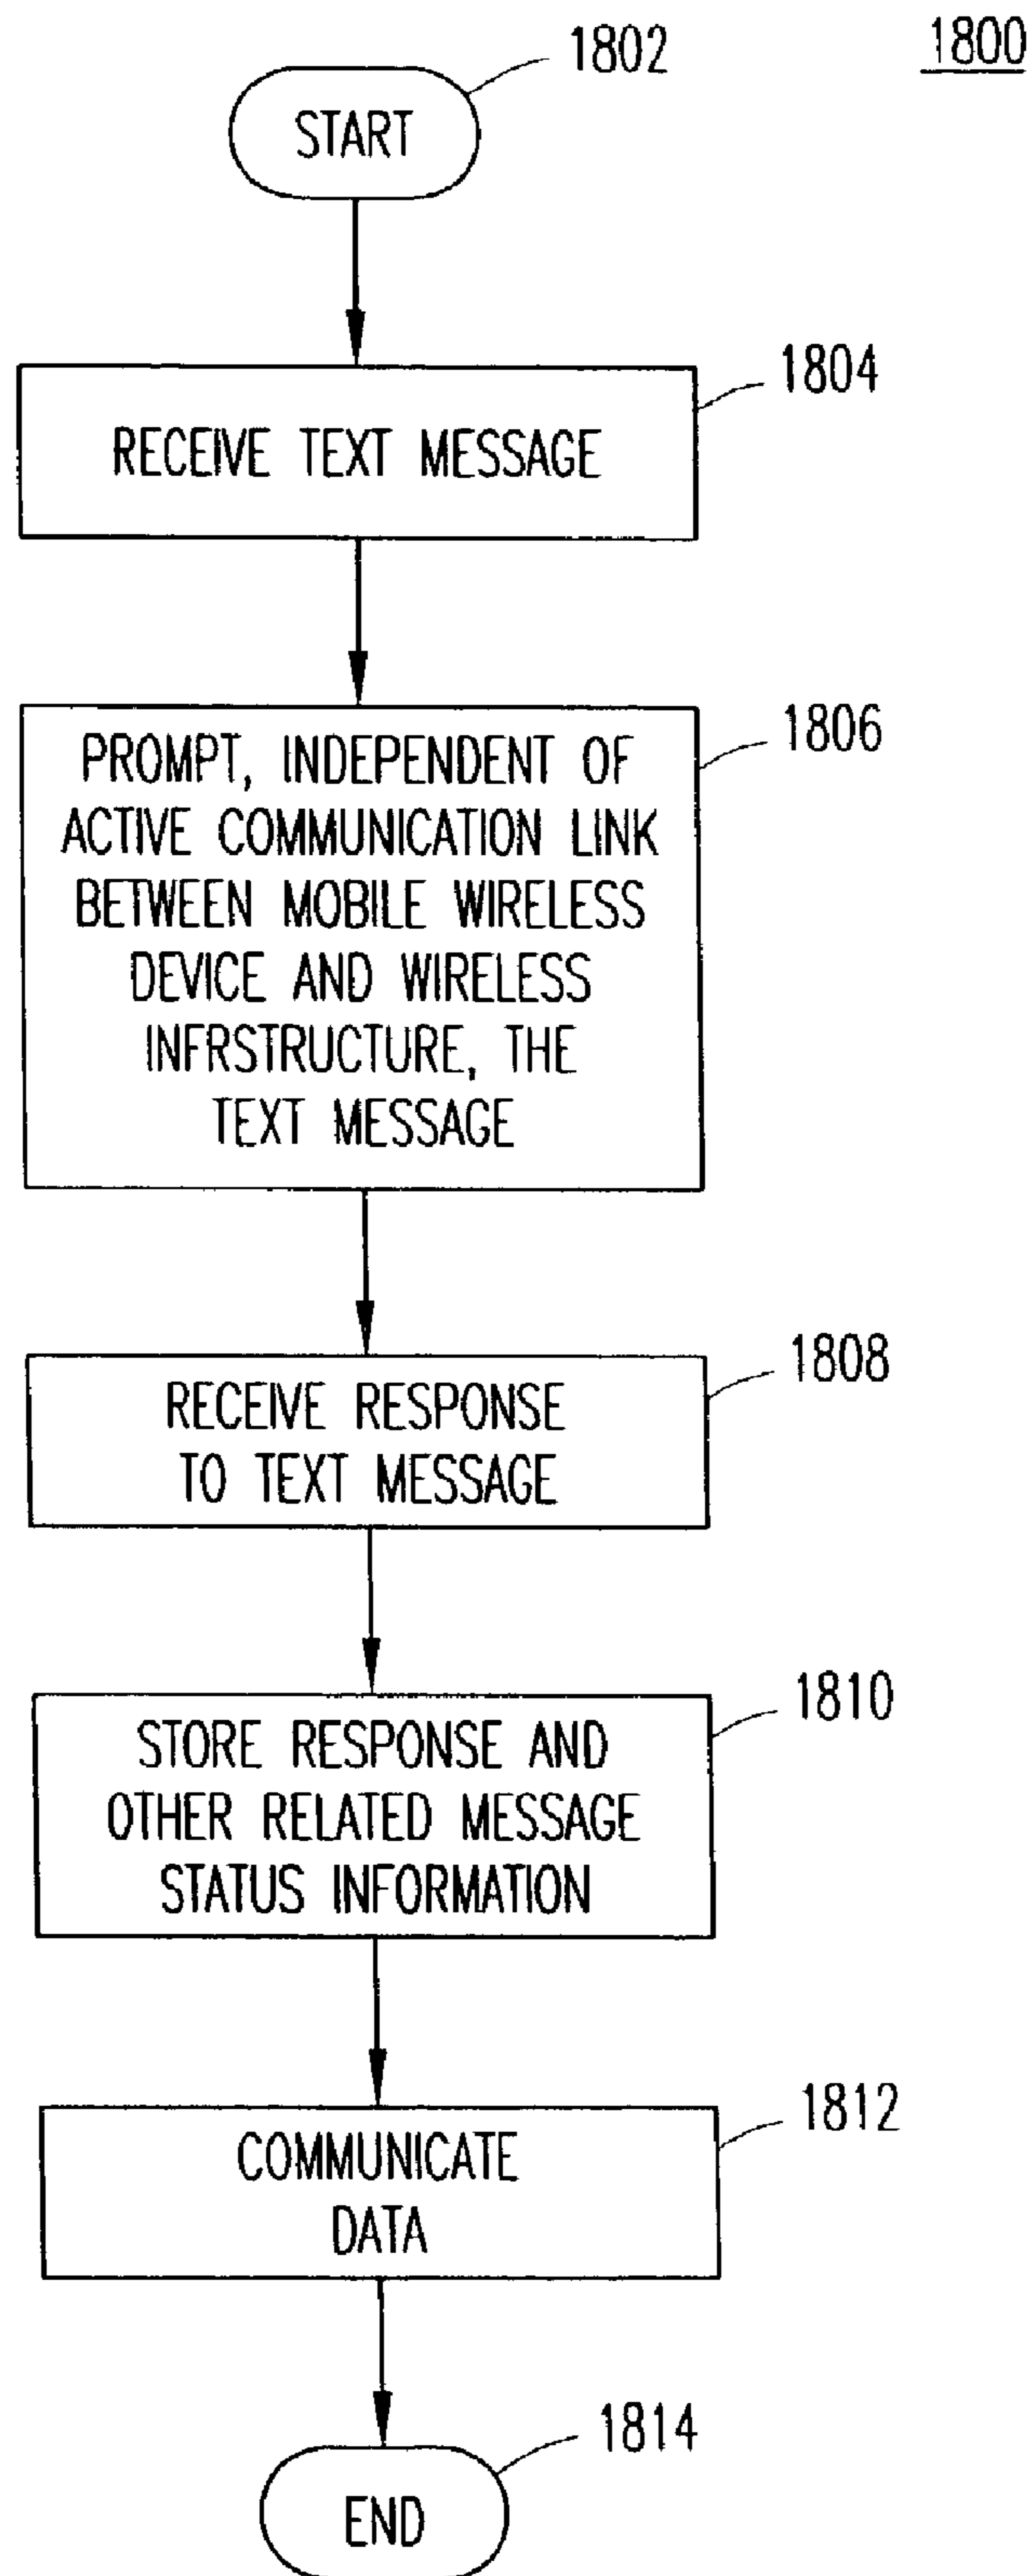 1800
1802
START
1804
RECEIVE TEXT MESSAGE
1806
PROMPT, INDEPENDENT OF
ACTIVE COMMUNICATION LINK
BETWEEN MOBILE WIRELESS
DEVICE AND WIRELESS
INFRSTRUCTURE, THE
TEXT MESSAGE
1808
RECEIVE RESPONSE
TO TEXT MESSAGE
1810
STORE RESPONSE AND
OTHER RELATED MESSAGE
STATUS INFORMATION
1812
COMMUNICATE
DATA
1814
END